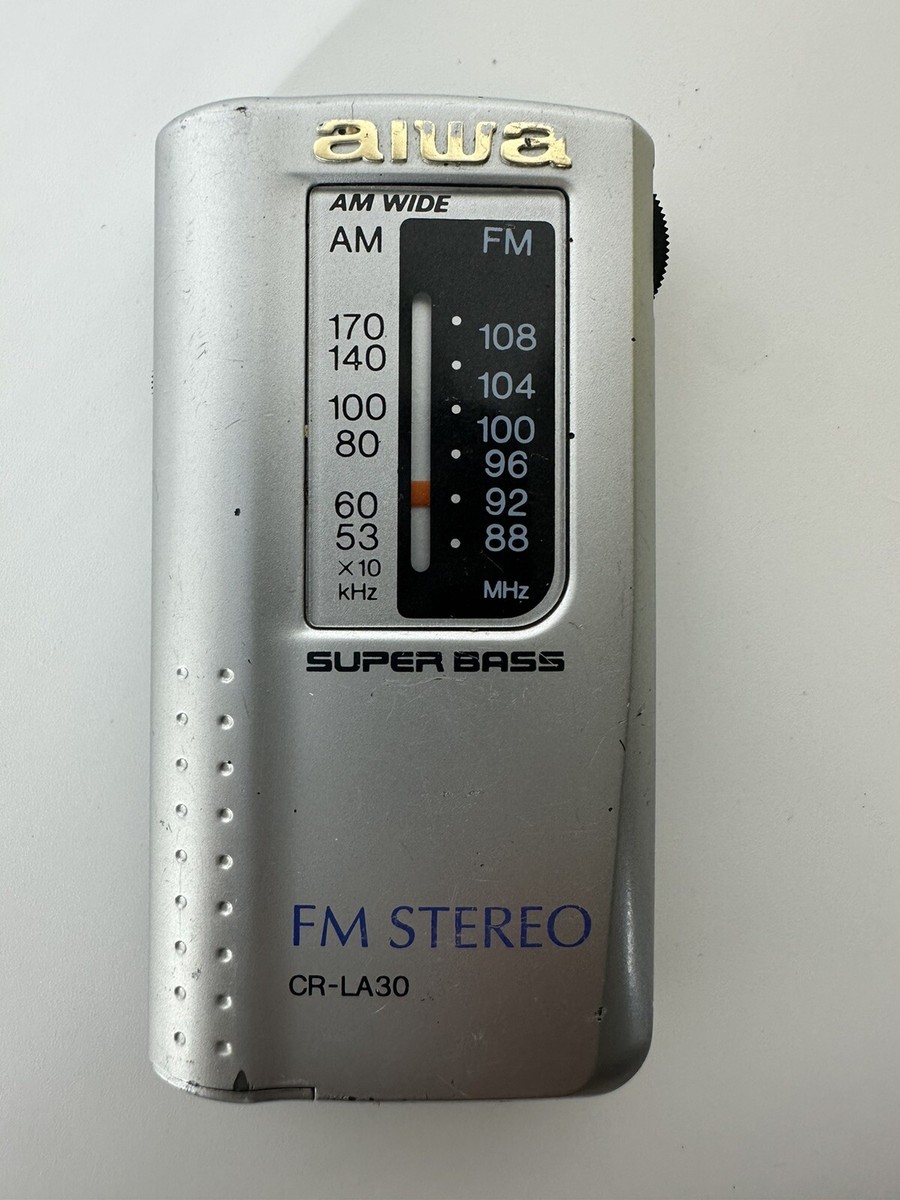 aiwa
AM WIDE
AM FM
170 108
140 104
100 100
80 96
60 92
53 88
×10
kHz MHz
SUPER BASS
FM STEREO
CR-LA30